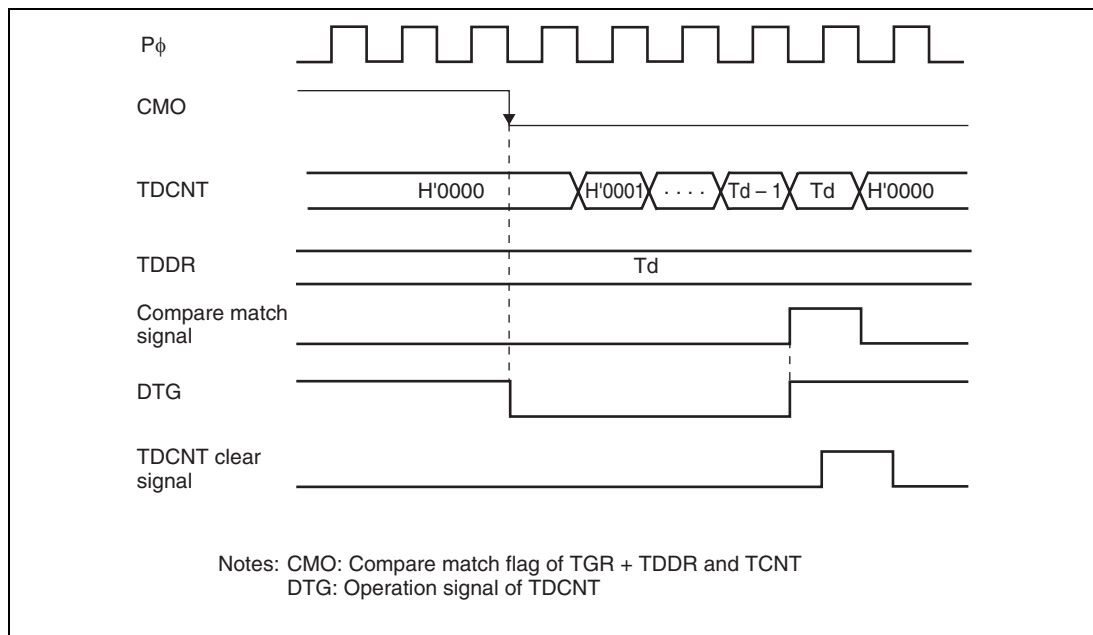 Pϕ
CMO
TDCNT H'0000 H'0001 · · · · Td – 1 Td H'0000
TDDR Td
Compare match
signal
DTG
TDCNT clear
signal
Notes: CMO: Compare match flag of TGR + TDDR and TCNT
DTG: Operation signal of TDCNT